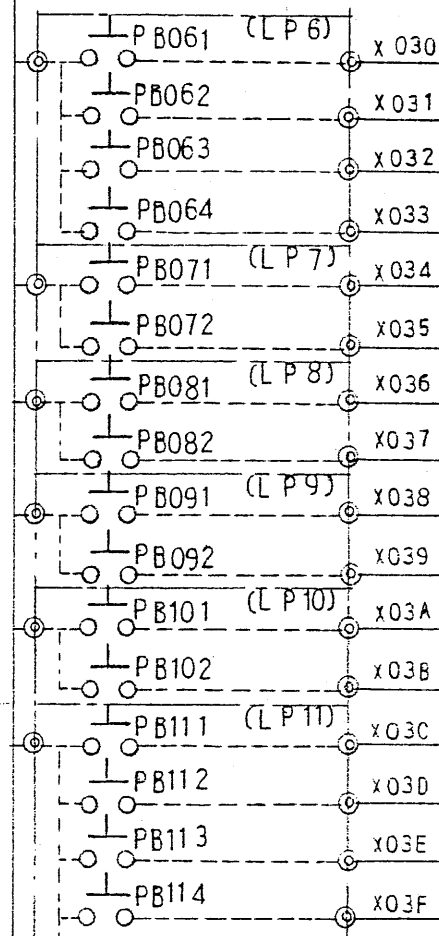 PB061 (LP6) X030
PB062 X031
PB063 X032
PB064 X033
PB071 (LP7) X034
PB072 X035
PB081 (LP8) X036
PB082 X037
PB091 (LP9) X038
PB092 X039
PB101 (LP10) X03A
PB102 X03B
PB111 (LP11) X03C
PB112 X03D
PB113 X03E
PB114 X03F